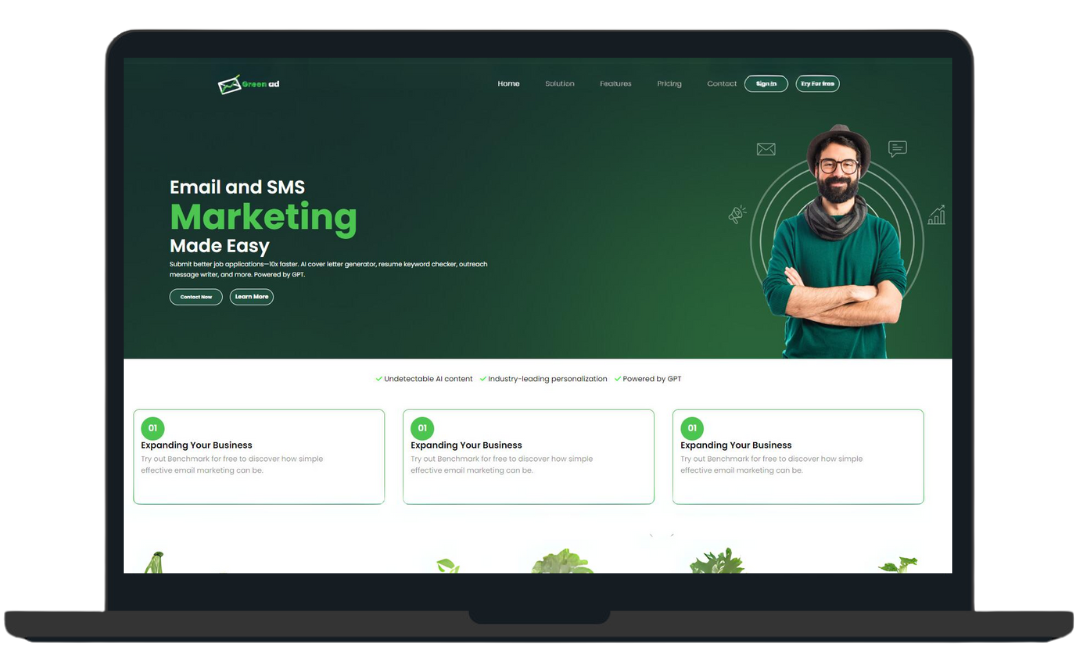 Green ad
Home Solution Features Pricing Contact Sign In Try For free
Email and SMS
Marketing
Made Easy
Submit better job applications—10x faster. AI cover letter generator, resume keyword checker, outreach
message writer, and more. Powered by GPT.
Contact Now Learn More
Undetectable AI content Industry-leading personalization Powered by GPT
01
Expanding Your Business
Try out Benchmark for free to discover how simple
effective email marketing can be.
01
Expanding Your Business
Try out Benchmark for free to discover how simple
effective email marketing can be.
01
Expanding Your Business
Try out Benchmark for free to discover how simple
effective email marketing can be.